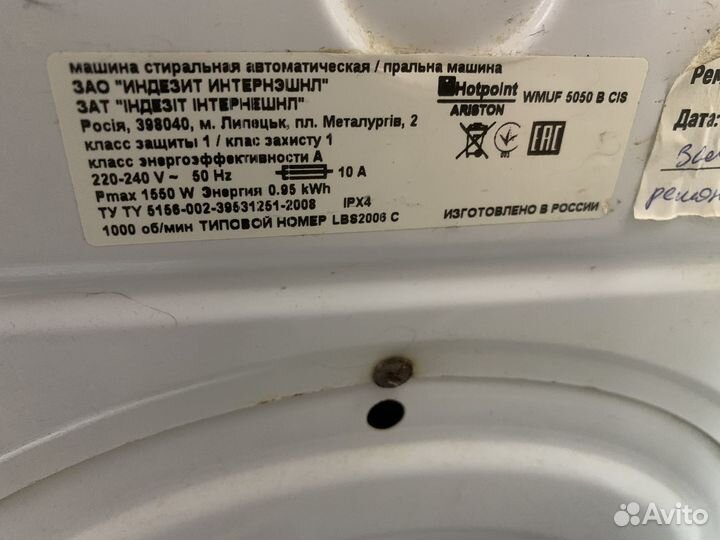 машина стиральная автоматическая / пральна машина
ЗАО "ИНДЕЗИТ ИНТЕРНЭШНЛ"
ЗАТ "ІНДЕЗІТ ІНТЕРНЕШНЛ"
Hotpoint
ARISTON
WMUF 5050 B CIS
Росія, 398040, м. Липецьк, пл. Металургів, 2
класс защиты 1 / клас захисту 1
класс энергоэффективности А
220-240 V ~ 50 Hz 10 A
Pmax 1550 W Энергия 0.95 kWh
ТУ ТУ 5156-002-39531251-2008 IPX4
1000 об/мин ТИПОВОЙ НОМЕР LBS2006 C
001
EAC
ИЗГОТОВЛЕНО В РОССИИ
Рем
Дата:
ремон
Avito